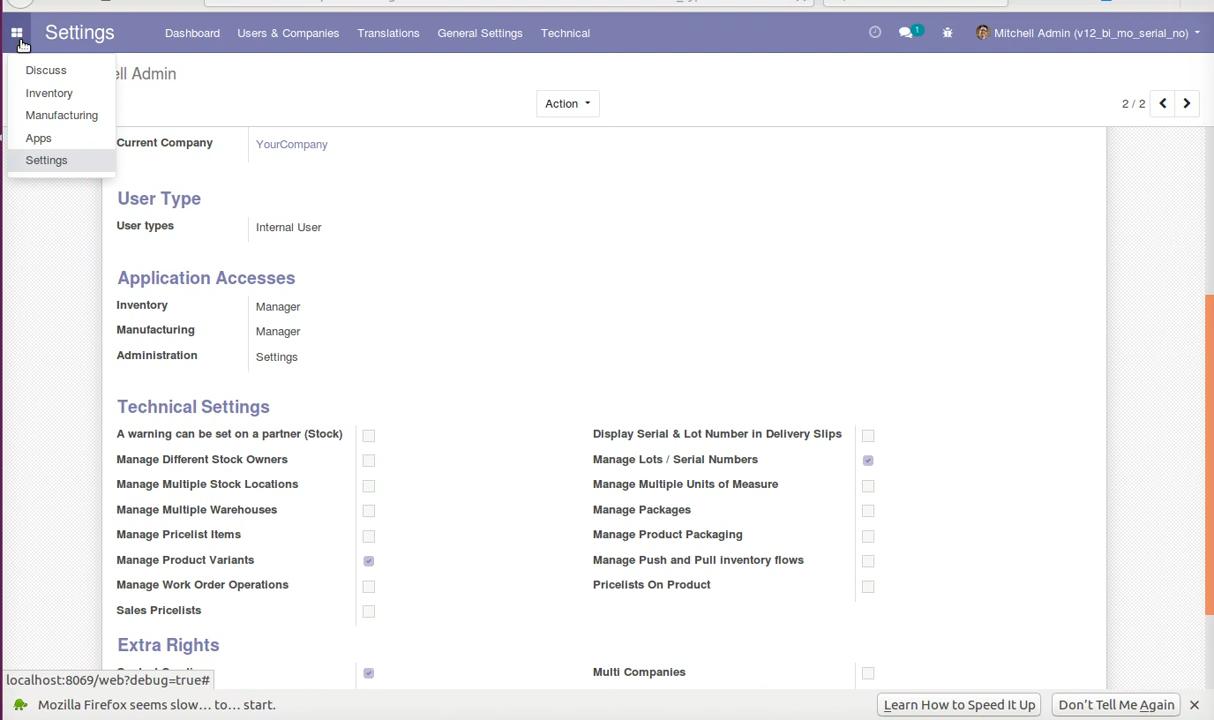 Settings
Dashboard
Users & Companies
Translations
General Settings
Technical
1
Mitchell Admin (v12_bi_mo_serial_no)
Discuss
Inventory
Manufacturing
Apps
Settings
ell Admin
Action
2 / 2
Current Company
YourCompany
User Type
User types
Internal User
Application Accesses
Inventory
Manager
Manufacturing
Manager
Administration
Settings
Technical Settings
A warning can be set on a partner (Stock)
Display Serial & Lot Number in Delivery Slips
Manage Different Stock Owners
Manage Lots / Serial Numbers
Manage Multiple Stock Locations
Manage Multiple Units of Measure
Manage Multiple Warehouses
Manage Packages
Manage Pricelist Items
Manage Product Packaging
Manage Product Variants
Manage Push and Pull inventory flows
Manage Work Order Operations
Pricelists On Product
Sales Pricelists
Extra Rights
Multi Companies
localhost:8069/web?debug=true#
Mozilla Firefox seems slow... to... start.
Learn How to Speed It Up
Don't Tell Me Again